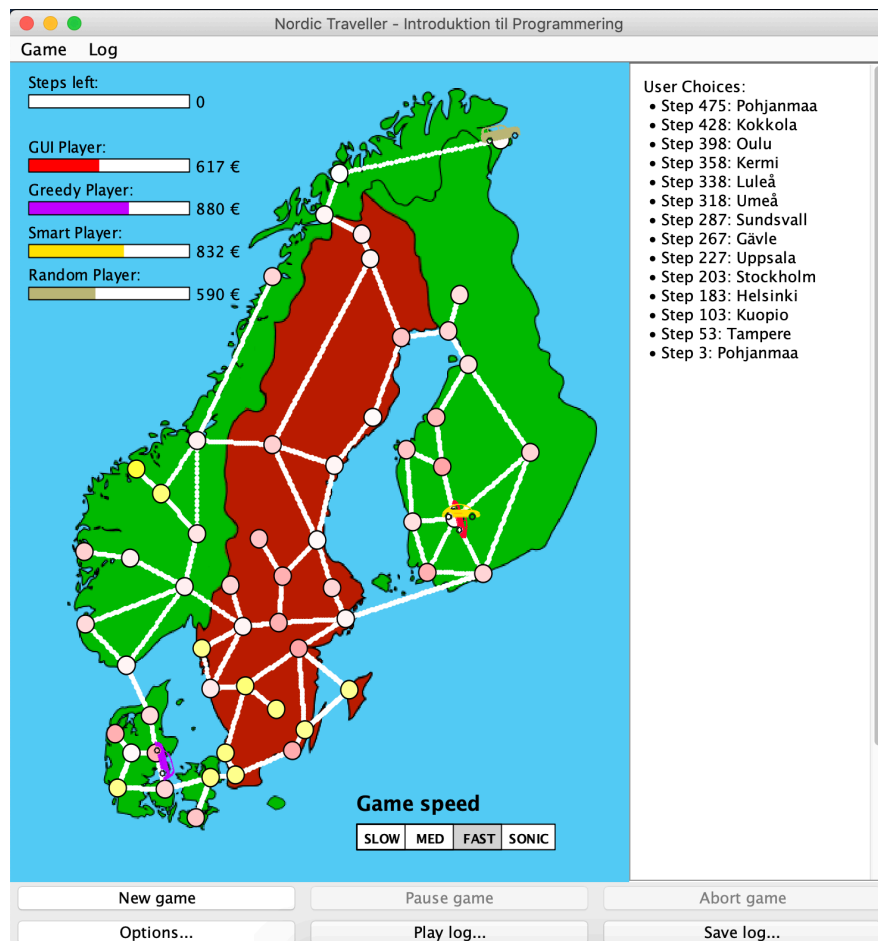 Nordic Traveller - Introduktion til Programmering
Game Log
Steps left:
0
GUI Player:
617 €
Greedy Player:
880 €
Smart Player:
832 €
Random Player:
590 €
User Choices:
• Step 475: Pohjanmaa
• Step 428: Kokkola
• Step 398: Oulu
• Step 358: Kermi
• Step 338: Luleå
• Step 318: Umeå
• Step 287: Sundsvall
• Step 267: Gävle
• Step 227: Uppsala
• Step 203: Stockholm
• Step 183: Helsinki
• Step 103: Kuopio
• Step 53: Tampere
• Step 3: Pohjanmaa
Game speed
SLOW MED FAST SONIC
New game Pause game Abort game
Options... Play log... Save log...